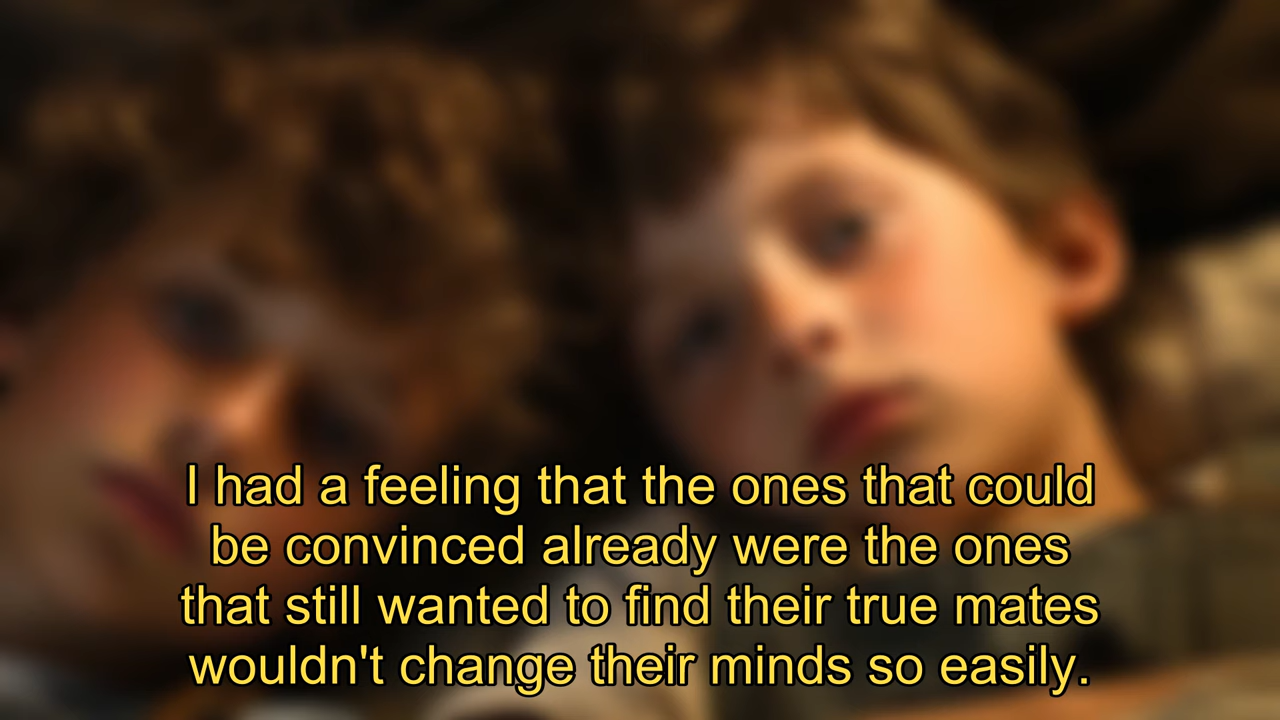 I had a feeling that the ones that could
be convinced already were the ones
that still wanted to find their true mates
wouldn't change their minds so easily.